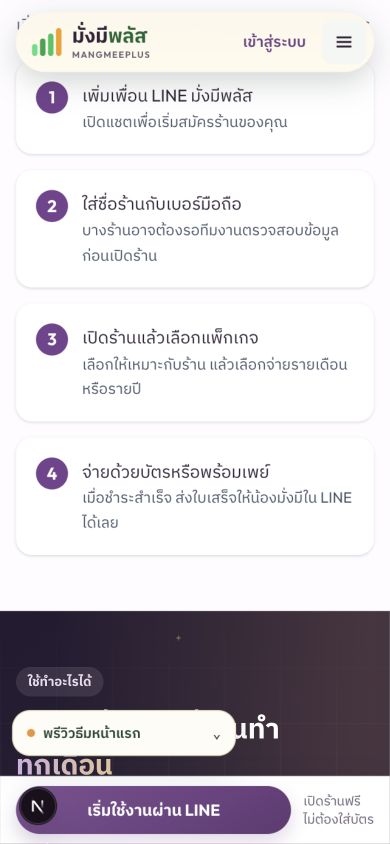 มั่งมีพลัส
MANGMEEPLUS
เข้าสู่ระบบ
1
เพิ่มเพื่อน LINE มั่งมีพลัส
เปิดแชตเพื่อเริ่มสมัครร้านของคุณ
2
ใส่ชื่อร้านกับเบอร์มือถือ
บางร้านอาจต้องรอทีมงานตรวจสอบข้อมูล
ก่อนเปิดร้าน
3
เปิดร้านแล้วเลือกแพ็กเกจ
เลือกให้เหมาะกับร้าน แล้วเลือกจ่ายรายเดือน
หรือรายปี
4
จ่ายด้วยบัตรหรือพร้อมเพย์
เมื่อชำระสำเร็จ ส่งใบเสร็จให้น้องมั่งมีใน LINE
ได้เลย
ใช้ทำอะไรได้
นทำ
พรีวิวธีมหน้าแรก
ทุกเดือน
N
เริ่มใช้งานผ่าน LINE
เปิดร้านฟรี
ไม่ต้องใส่บัตร